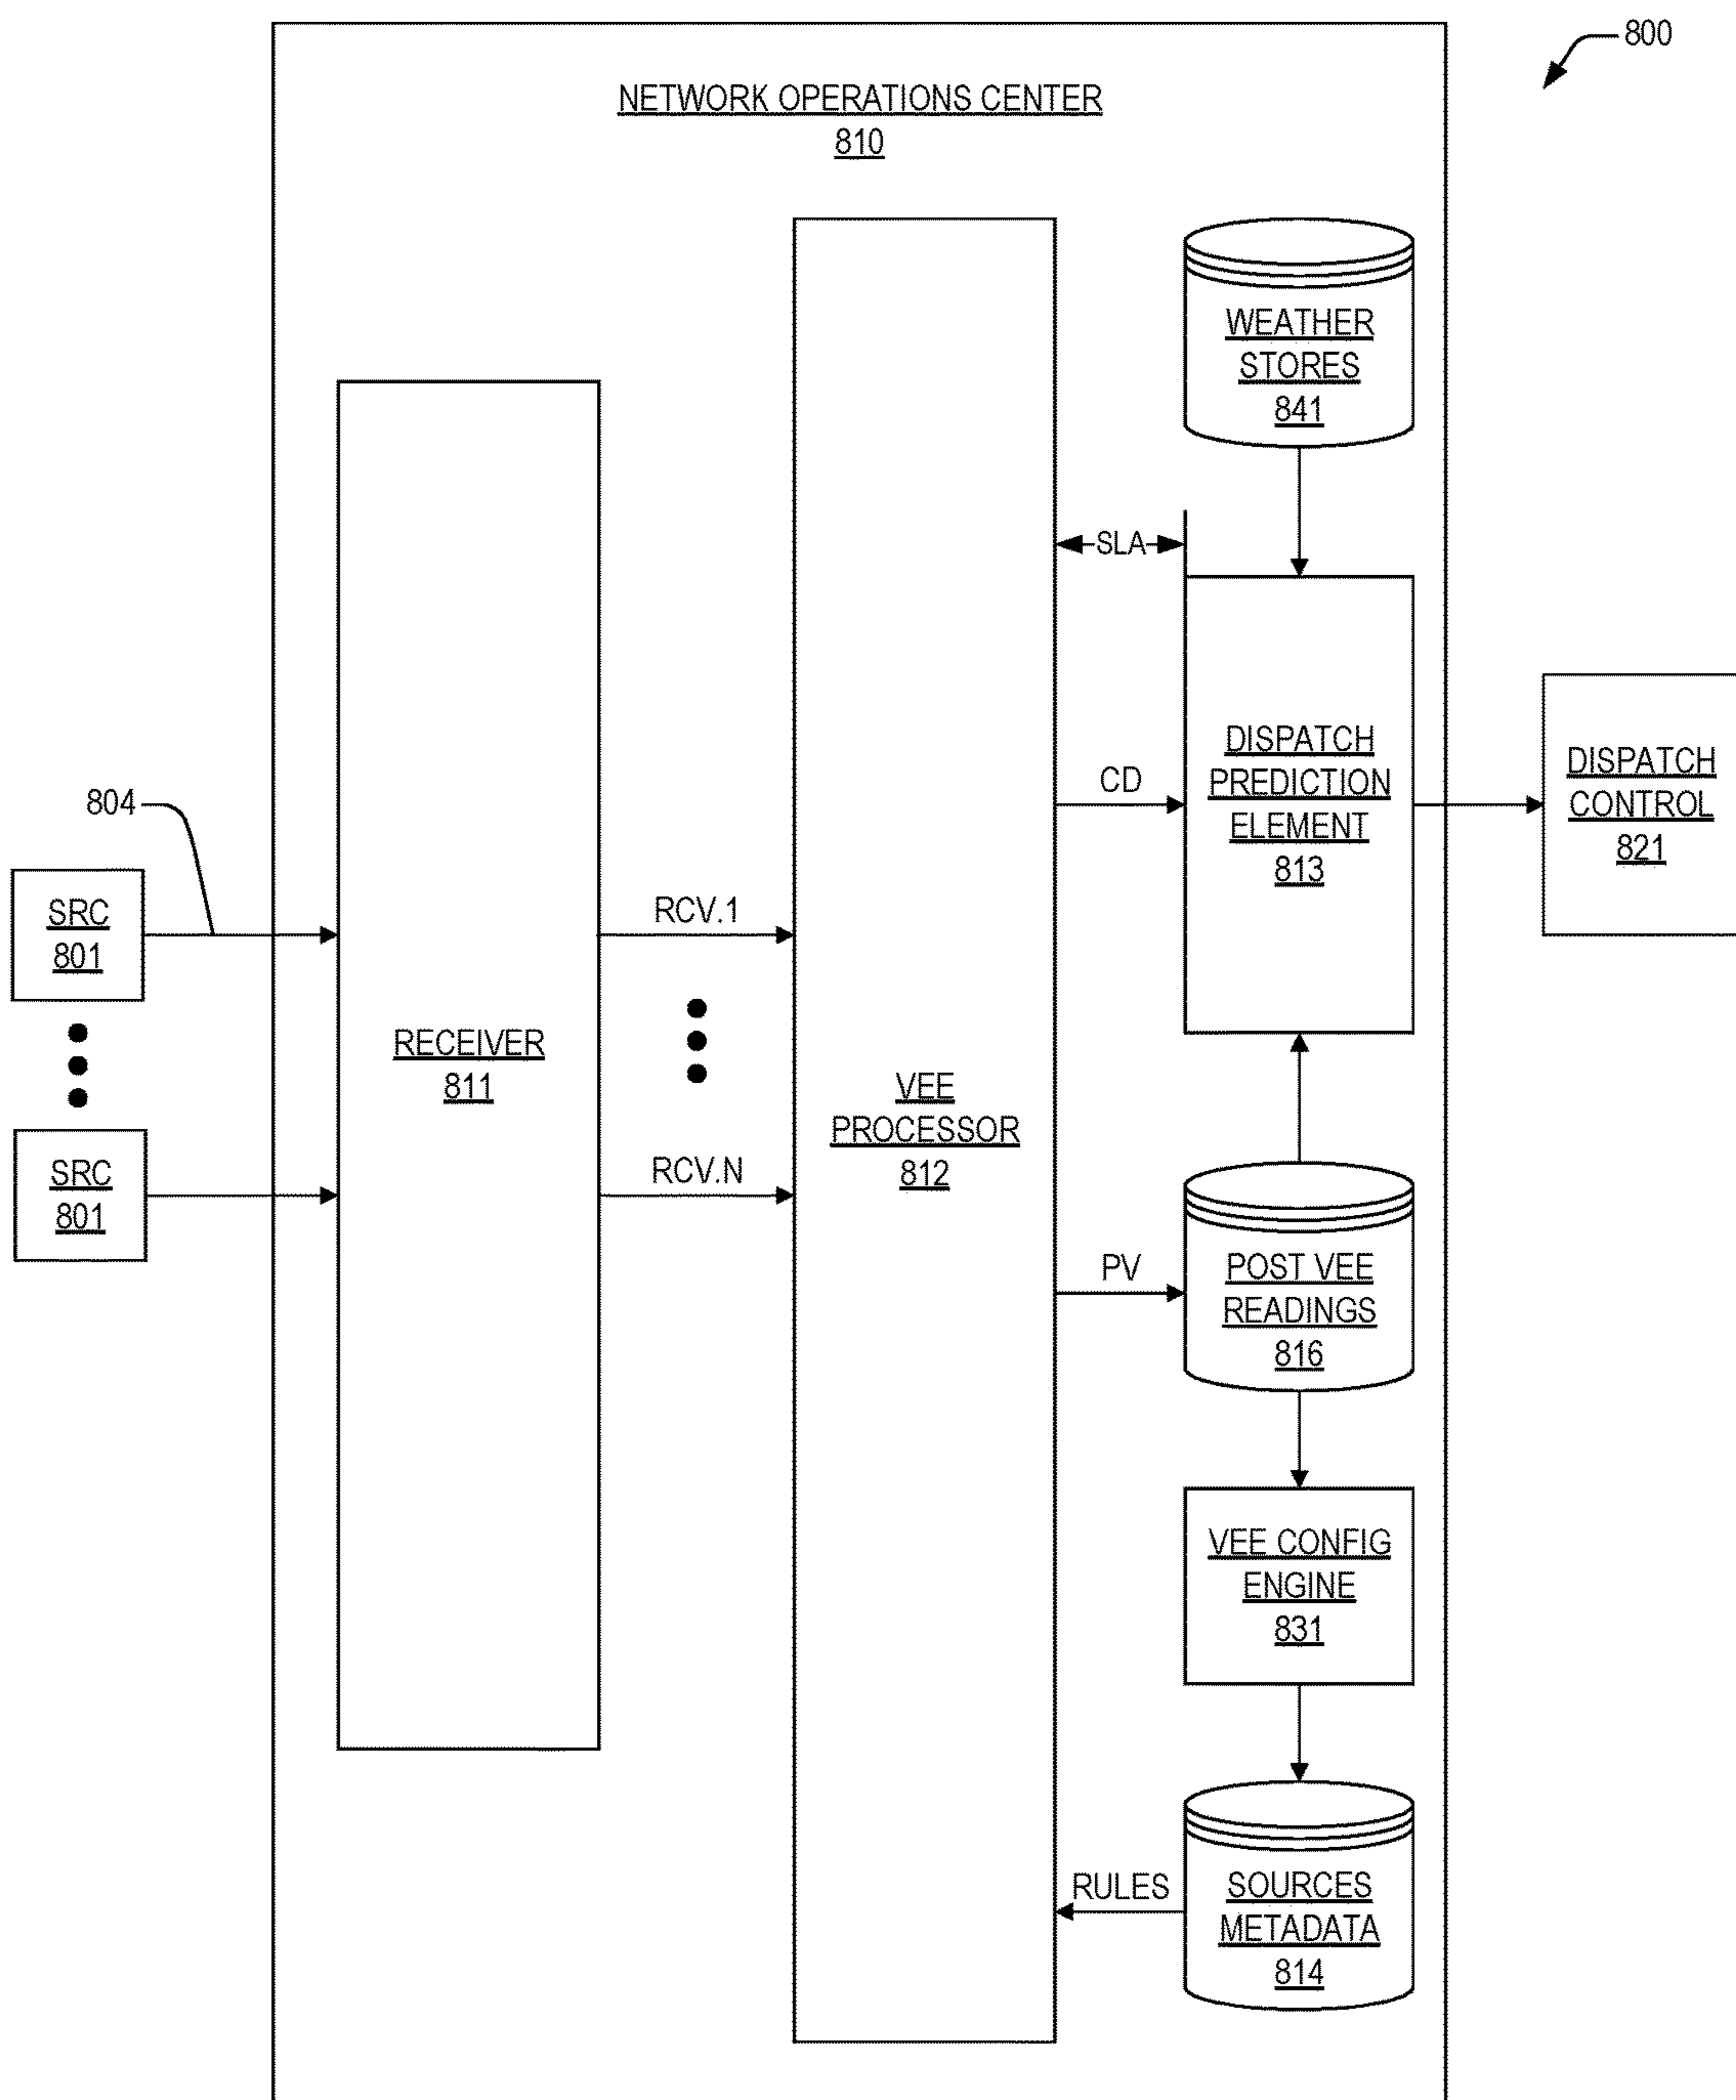 800
NETWORK OPERATIONS CENTER
810
WEATHER
STORES
841
SLA
DISPATCH
PREDICTION
ELEMENT
813
CD
DISPATCH
CONTROL
821
804
SRC
801
RCV.1
RECEIVER
811
VEE
PROCESSOR
812
SRC
801
RCV.N
PV
POST VEE
READINGS
816
VEE CONFIG
ENGINE
831
RULES
SOURCES
METADATA
814